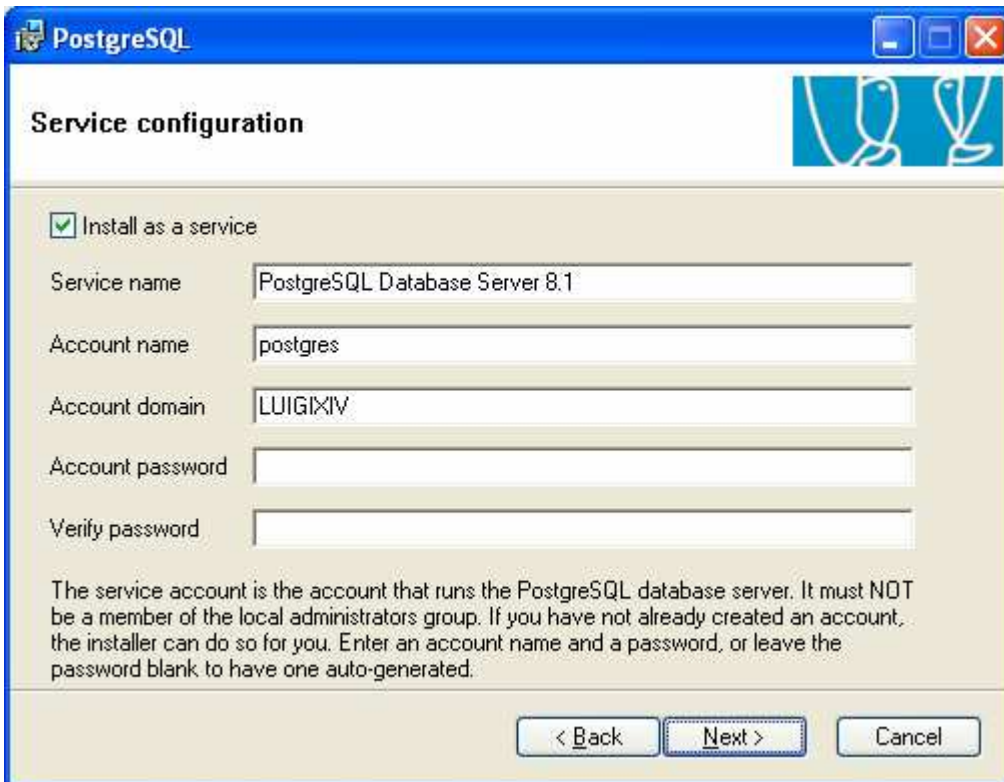 PostgreSQL
Service configuration
Install as a service
Service name PostgreSQL Database Server 8.1
Account name postgres
Account domain LUIGIXIV
Account password
Verify password
The service account is the account that runs the PostgreSQL database server. It must NOT
be a member of the local administrators group. If you have not already created an account,
the installer can do so for you. Enter an account name and a password, or leave the
password blank to have one auto-generated.
< Back Next > Cancel